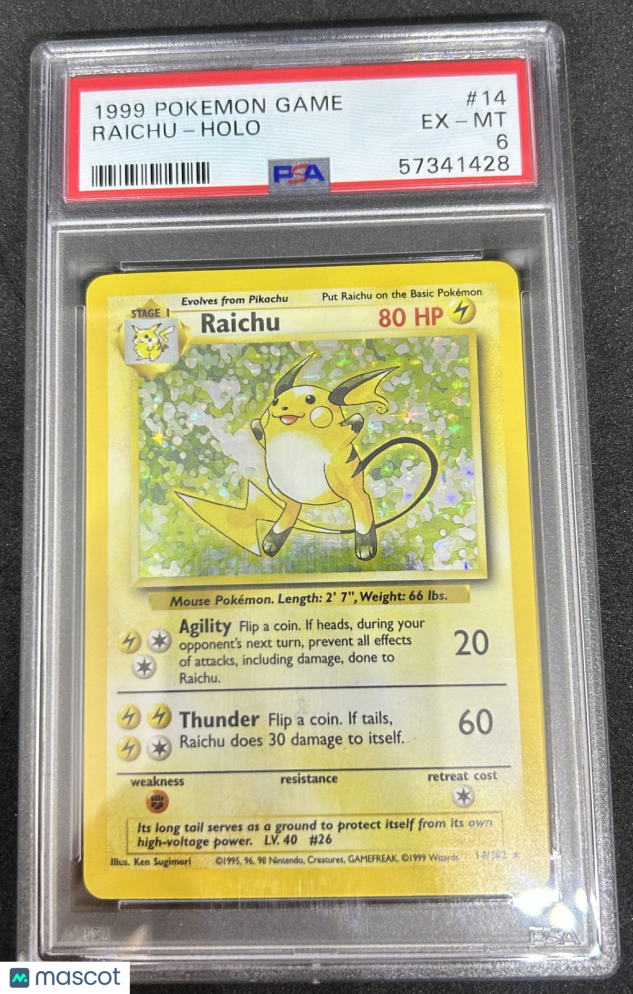 1999 POKEMON GAME #14
RAICHU - HOLO EX - MT
6
PSA 57341428
Evolves from Pikachu Put Raichu on the Basic Pokémon
STAGE 1 Raichu 80 HP
Mouse Pokémon. Length: 2' 7", Weight: 66 lbs.
Agility Flip a coin. If heads, during your
opponent's next turn, prevent all effects
of attacks, including damage, done to
Raichu.
20
Thunder Flip a coin. If tails,
Raichu does 30 damage to itself.
60
weakness resistance retreat cost
Its long tail serves as a ground to protect itself from its own
high-voltage power. LV. 40 #26
Illus. Ken Sugimori ©1995, 96, 98 Nintendo, Creatures, GAMEFREAK. ©1999 Wizards 14/102 ★
PSA
mascot